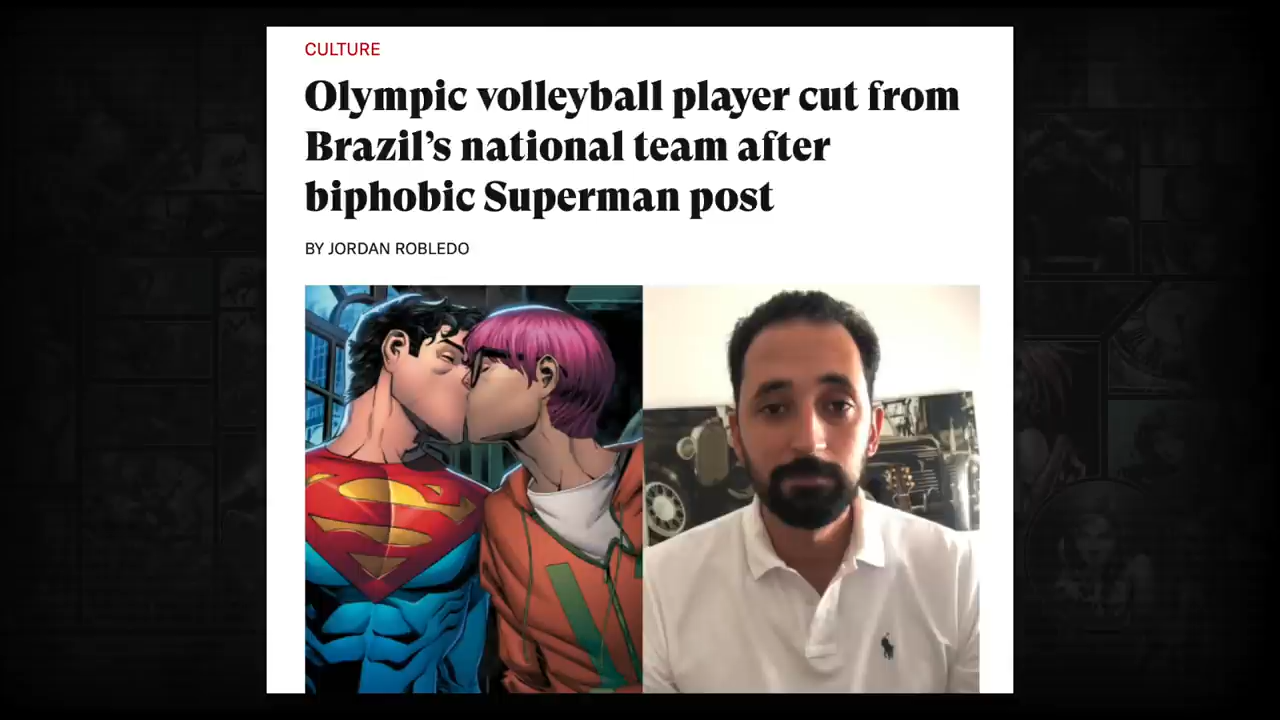 CULTURE
Olympic volleyball player cut from
Brazil’s national team after
biphobic Superman post
BY JORDAN ROBLEDO